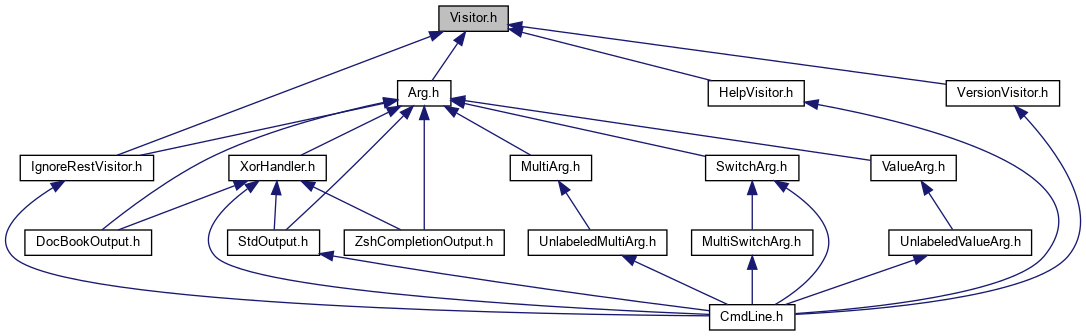 Visitor.h
Arg.h
HelpVisitor.h
VersionVisitor.h
IgnoreRestVisitor.h
XorHandler.h
MultiArg.h
SwitchArg.h
ValueArg.h
DocBookOutput.h
StdOutput.h
ZshCompletionOutput.h
UnlabeledMultiArg.h
MultiSwitchArg.h
UnlabeledValueArg.h
CmdLine.h